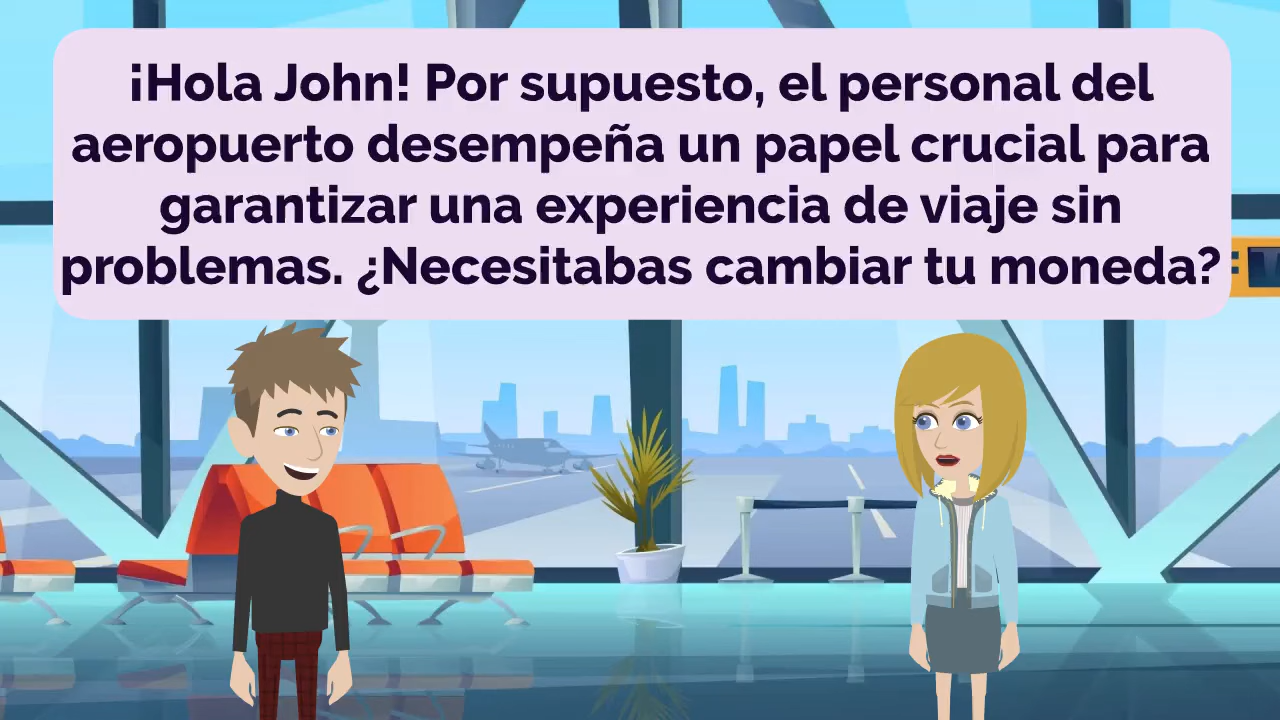 ¡Hola John! Por supuesto, el personal del
aeropuerto desempeña un papel crucial para
garantizar una experiencia de viaje sin
problemas. ¿Necesitabas cambiar tu moneda?